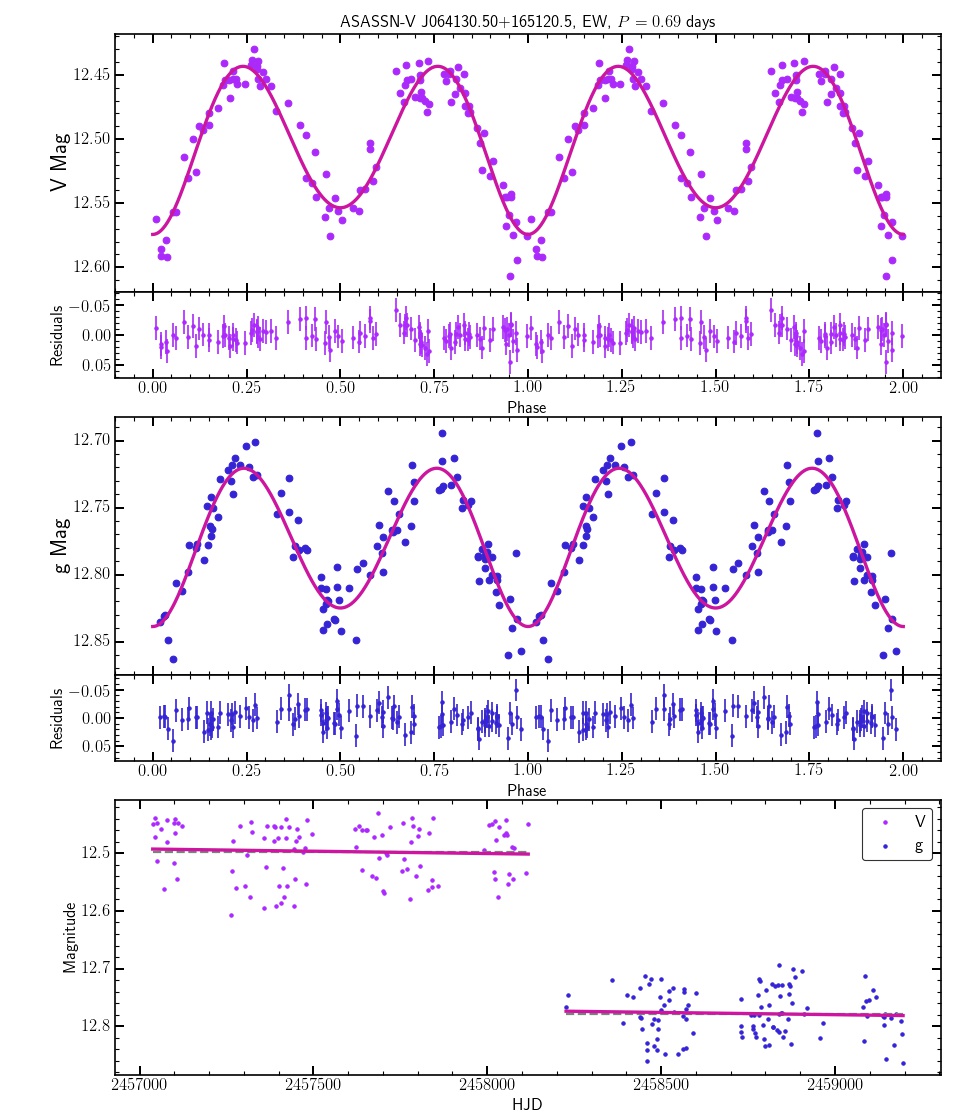 ASASSN-V J064130.50+165120.5, EW, P = 0.69 days
12.45
12.50
12.55
12.60
V Mag
−0.05
0.00
0.05
Residuals
0.00 0.25 0.50 0.75 1.00 1.25 1.50 1.75 2.00
Phase
12.70
12.75
12.80
12.85
g Mag
−0.05
0.00
0.05
Residuals
0.00 0.25 0.50 0.75 1.00 1.25 1.50 1.75 2.00
Phase
V
g
12.5
12.6
12.7
12.8
Magnitude
2457000 2457500 2458000 2458500 2459000
HJD